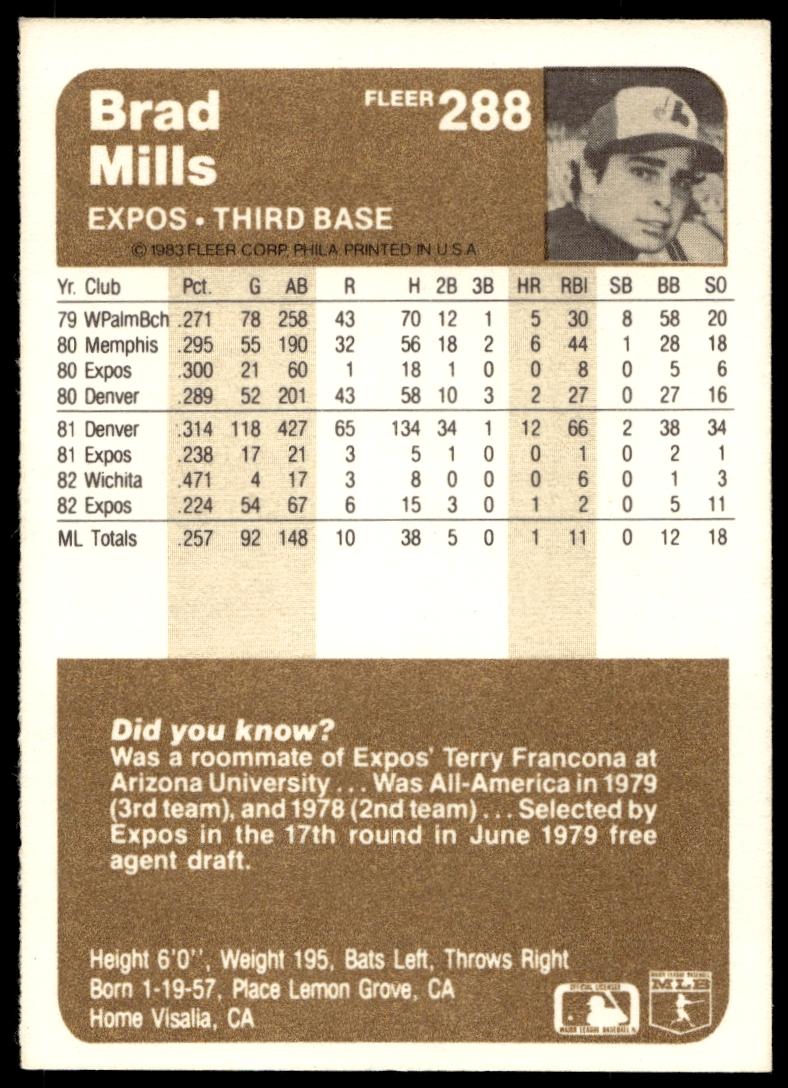 Brad
Mills
FLEER 288
EXPOS • THIRD BASE
© 1983 FLEER CORP. PHILA PRINTED IN U.S.A.
Yr. Club Pct. G AB R H 2B 3B HR RBI SB BB SO
79 WPalmBch .271 78 258 43 70 12 1 5 30 8 58 20
80 Memphis .295 55 190 32 56 18 2 6 44 1 28 18
80 Expos .300 21 60 1 18 1 0 0 8 0 5 6
80 Denver .289 52 201 43 58 10 3 2 27 0 27 16
81 Denver .314 118 427 65 134 34 1 12 66 2 38 34
81 Expos .238 17 21 3 5 1 0 0 1 0 2 1
82 Wichita .471 4 17 3 8 0 0 0 6 0 1 3
82 Expos .224 54 67 6 15 3 0 1 2 0 5 11
ML Totals .257 92 148 10 38 5 0 1 11 0 12 18
Did you know?
Was a roommate of Expos' Terry Francona at
Arizona University . . . Was All-America in 1979
(3rd team), and 1978 (2nd team) . . . Selected by
Expos in the 17th round in June 1979 free
agent draft.
Height 6'0'', Weight 195, Bats Left, Throws Right
Born 1-19-57, Place Lemon Grove, CA
Home Visalia, CA
OFFICIAL LICENSEE
MAJOR LEAGUE BASEBALL
MAJOR LEAGUE BASEBALL
MLB